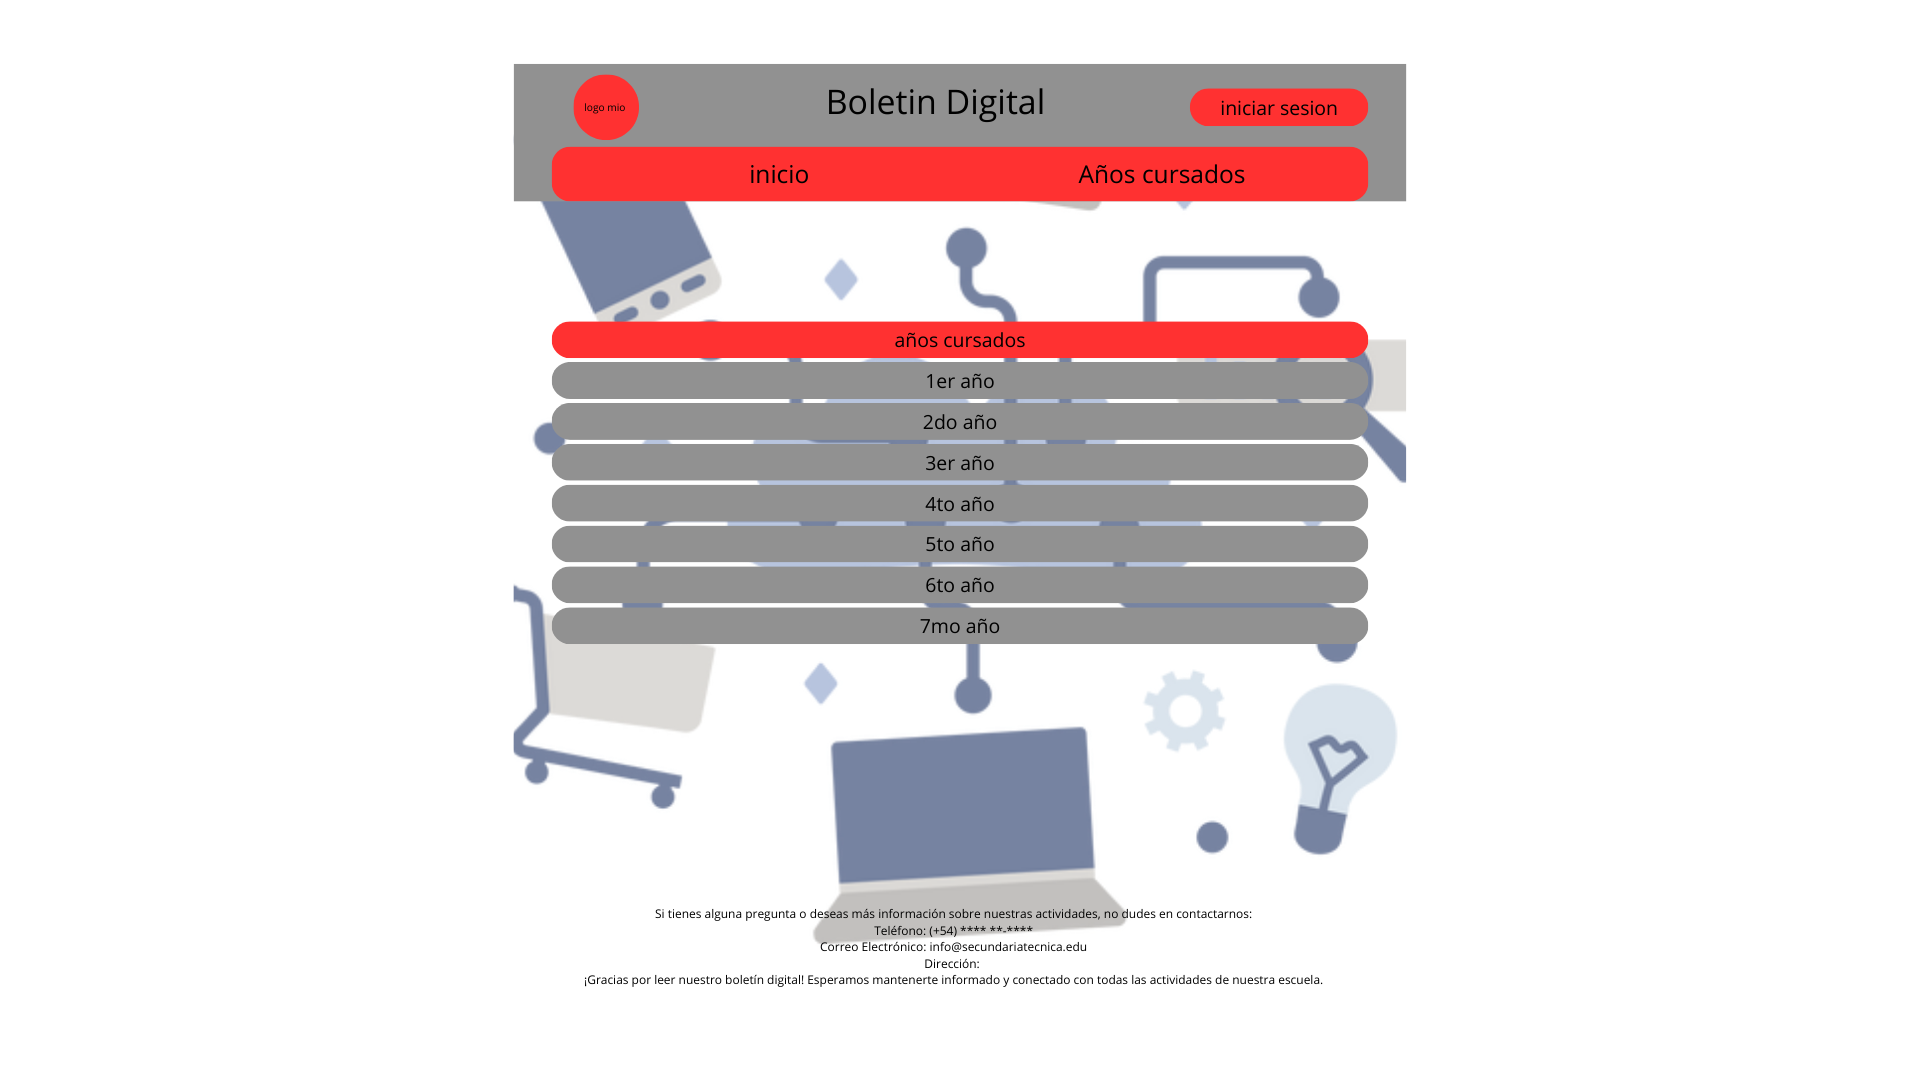 logo mio
Boletin Digital
iniciar sesion
inicio
Años cursados
años cursados
1er año
2do año
3er año
4to año
5to año
6to año
7mo año
Si tienes alguna pregunta o deseas más información sobre nuestras actividades, no dudes en contactarnos:
Teléfono: (+54) **** **-****
Correo Electrónico: info@secundariatecnica.edu
Dirección:
¡Gracias por leer nuestro boletín digital! Esperamos mantenerte informado y conectado con todas las actividades de nuestra escuela.